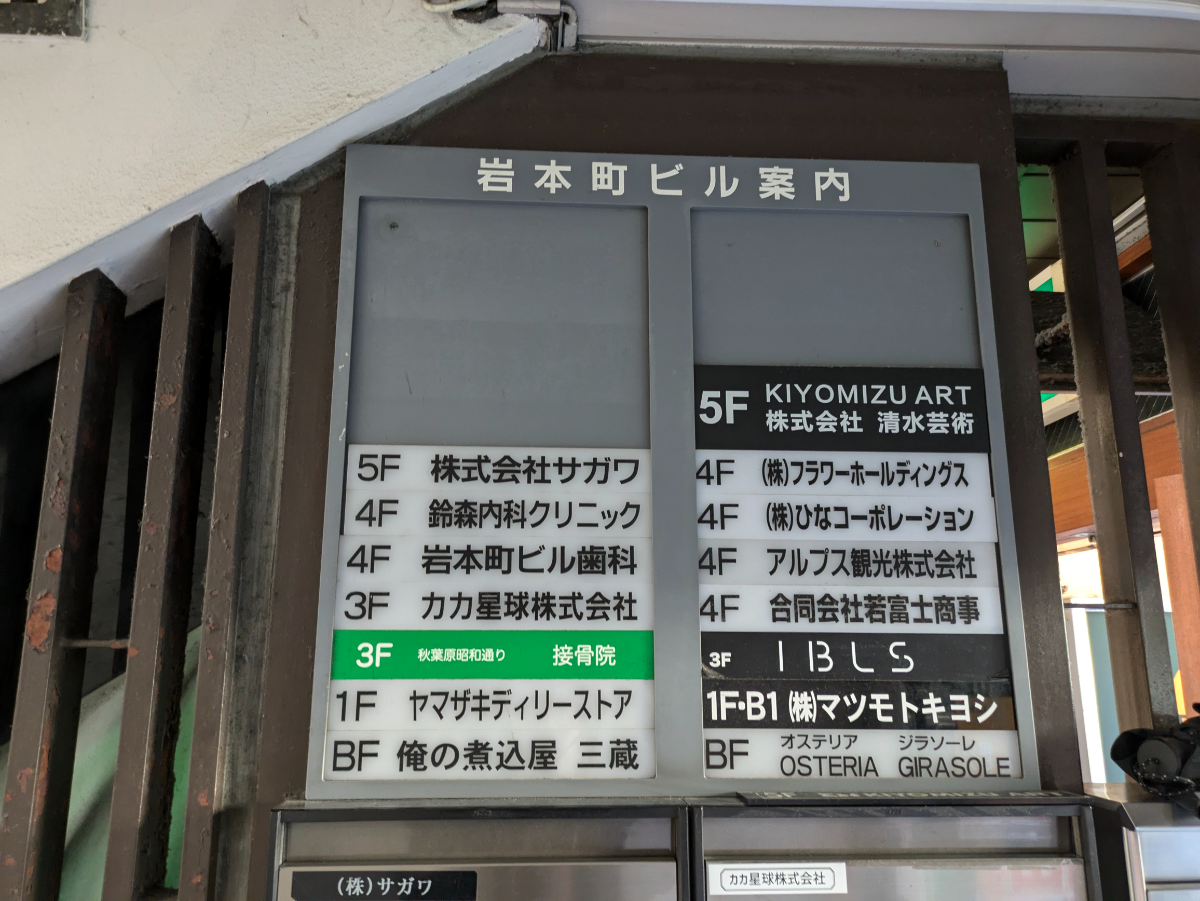 岩本町ビル案内
5F 株式会社サガワ
4F 鈴森内科クリニック
4F 岩本町ビル歯科
3F カカ星球株式会社
3F 秋葉原昭和通り 接骨院
1F ヤマザキディリーストア
BF 俺の煮込屋 三蔵
5F KIYOMIZU ART
株式会社 清水芸術
4F (株)フラワーホールディングス
4F (株)ひなコーポレーション
4F アルプス観光株式会社
4F 合同会社若富士商事
3F IBLS
1F・B1 (株)マツモトキヨシ
オステリア ジラソーレ
BF OSTERIA GIRASOLE
(株)サガワ
カカ星球株式会社